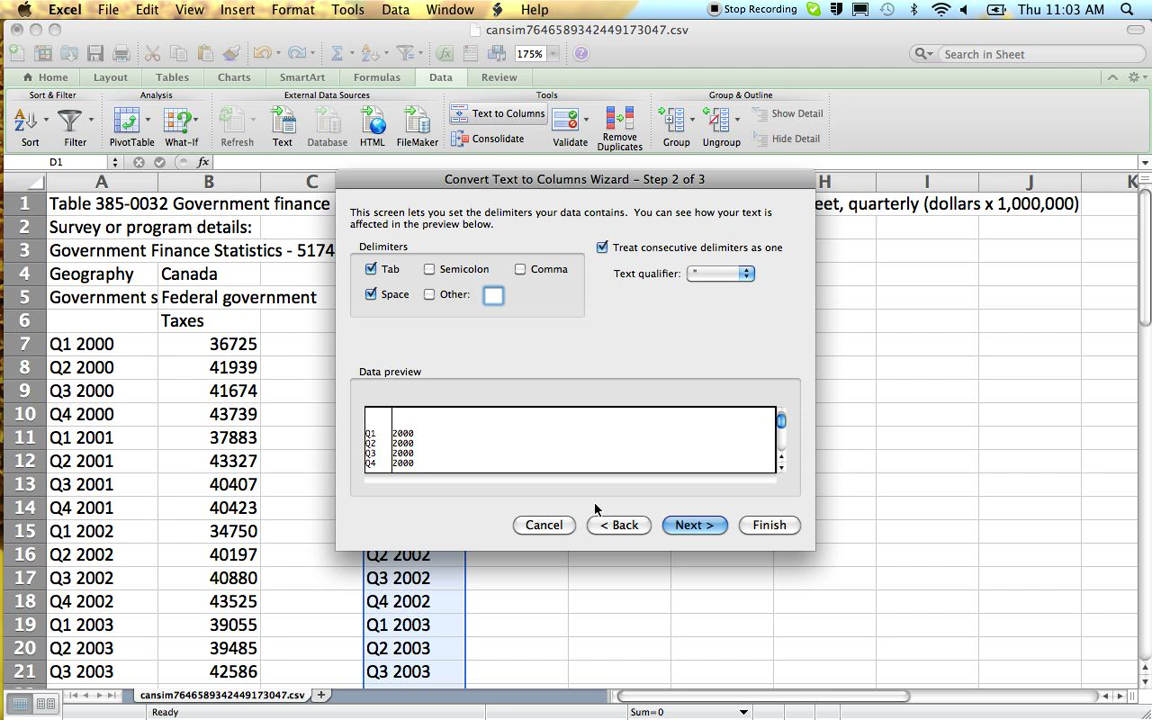 Excel File Edit View Insert Format Tools Data Window Help Stop Recording Thu 11:03 AM
cansim7646589342449173047.csv
175% Search in Sheet
Home Layout Tables Charts SmartArt Formulas Data Review
Sort & Filter Analysis External Data Sources Tools Group & Outline
Sort Filter PivotTable What-If Refresh Text Database HTML FileMaker Text to Columns Consolidate Validate Remove Duplicates Group Ungroup Show Detail Hide Detail
D1 fx
A B C H I J K
1 Table 385-0032 Government finance eet, quarterly (dollars x 1,000,000)
2 Survey or program details:
3 Government Finance Statistics - 5174
4 Geography Canada
5 Government s Federal government
6 Taxes
7 Q1 2000 36725
8 Q2 2000 41939
9 Q3 2000 41674
10 Q4 2000 43739
11 Q1 2001 37883
12 Q2 2001 43327
13 Q3 2001 40407
14 Q4 2001 40423
15 Q1 2002 34750
16 Q2 2002 40197 Q2 2002
17 Q3 2002 40880 Q3 2002
18 Q4 2002 43525 Q4 2002
19 Q1 2003 39055 Q1 2003
20 Q2 2003 39485 Q2 2003
21 Q3 2003 42586 Q3 2003
Convert Text to Columns Wizard – Step 2 of 3
This screen lets you set the delimiters your data contains. You can see how your text is
affected in the preview below.
Delimiters
Tab Semicolon Comma
Space Other:
Treat consecutive delimiters as one
Text qualifier: "
Data preview
Q1 2000
Q2 2000
Q3 2000
Q4 2000
Cancel < Back Next > Finish
cansim7646589342449173047.csv +
Ready Sum=0